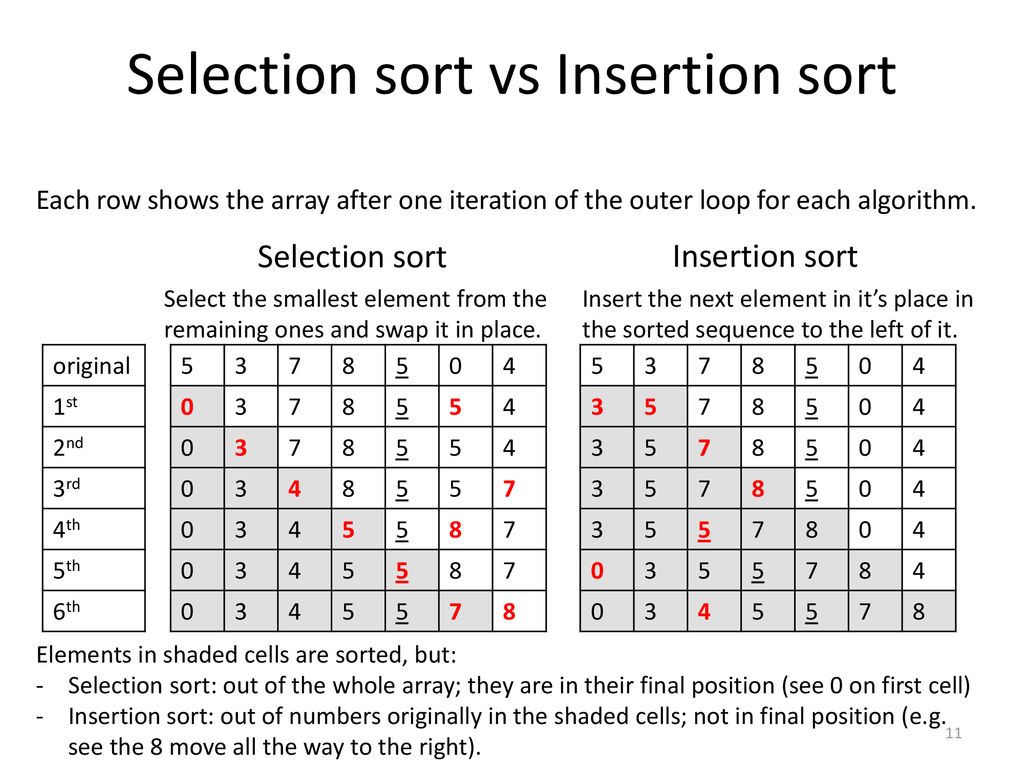 Selection sort vs Insertion sort
Each row shows the array after one iteration of the outer loop for each algorithm.
Selection sort
Select the smallest element from the
remaining ones and swap it in place.
Insertion sort
Insert the next element in it’s place in
the sorted sequence to the left of it.
original 5 3 7 8 5 0 4 5 3 7 8 5 0 4
1st 0 3 7 8 5 5 4 3 5 7 8 5 0 4
2nd 0 3 7 8 5 5 4 3 5 7 8 5 0 4
3rd 0 3 4 8 5 5 7 3 5 7 8 5 0 4
4th 0 3 4 5 5 8 7 3 5 5 7 8 0 4
5th 0 3 4 5 5 8 7 0 3 5 5 7 8 4
6th 0 3 4 5 5 7 8 0 3 4 5 5 7 8
Elements in shaded cells are sorted, but:
- Selection sort: out of the whole array; they are in their final position (see 0 on first cell)
- Insertion sort: out of numbers originally in the shaded cells; not in final position (e.g.
see the 8 move all the way to the right).
11